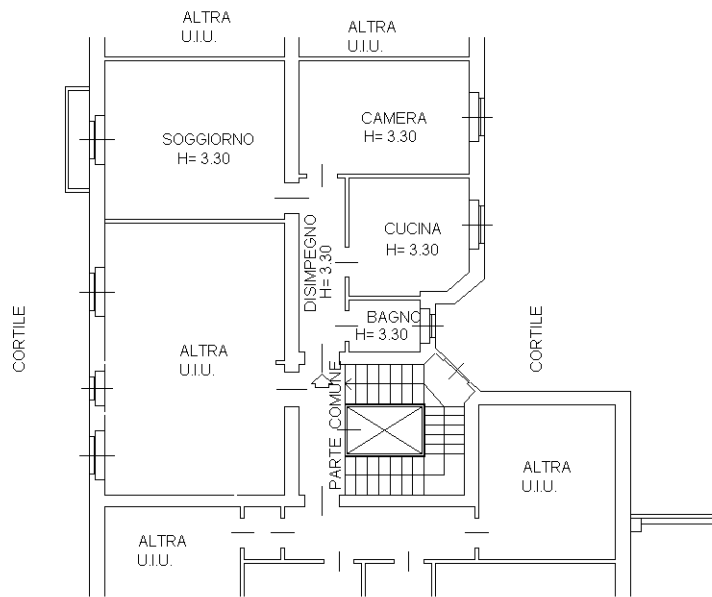 ALTRA
U.I.U.
ALTRA
U.I.U.
SOGGIORNO
H= 3.30
CAMERA
H= 3.30
CUCINA
H= 3.30
DISIMPEGNO
H= 3.30
BAGNO
H= 3.30
CORTILE
CORTILE
ALTRA
U.I.U.
PARTE COMUNE
ALTRA
U.I.U.
ALTRA
U.I.U.